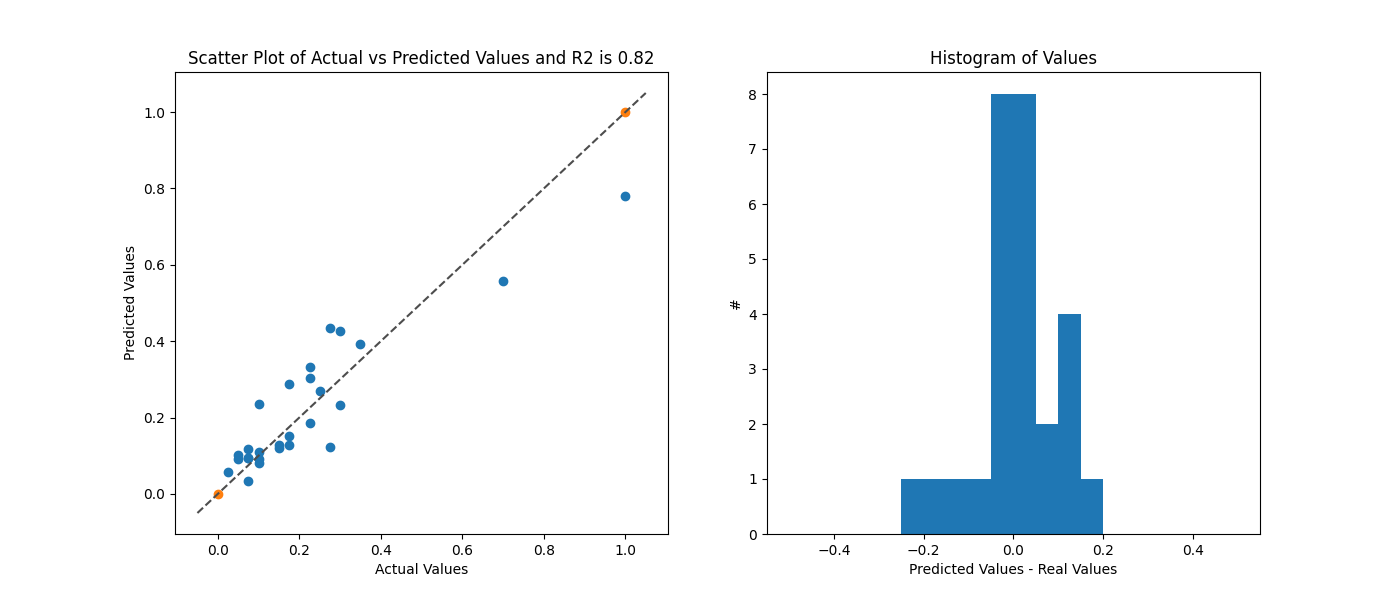 Scatter Plot of Actual vs Predicted Values and R2 is 0.82
1.0
0.8
0.6
0.4
0.2
0.0
Predicted Values
0.0 0.2 0.4 0.6 0.8 1.0
Actual Values
Histogram of Values
8
7
6
5
4
3
2
1
0
#
−0.4 −0.2 0.0 0.2 0.4
Predicted Values - Real Values